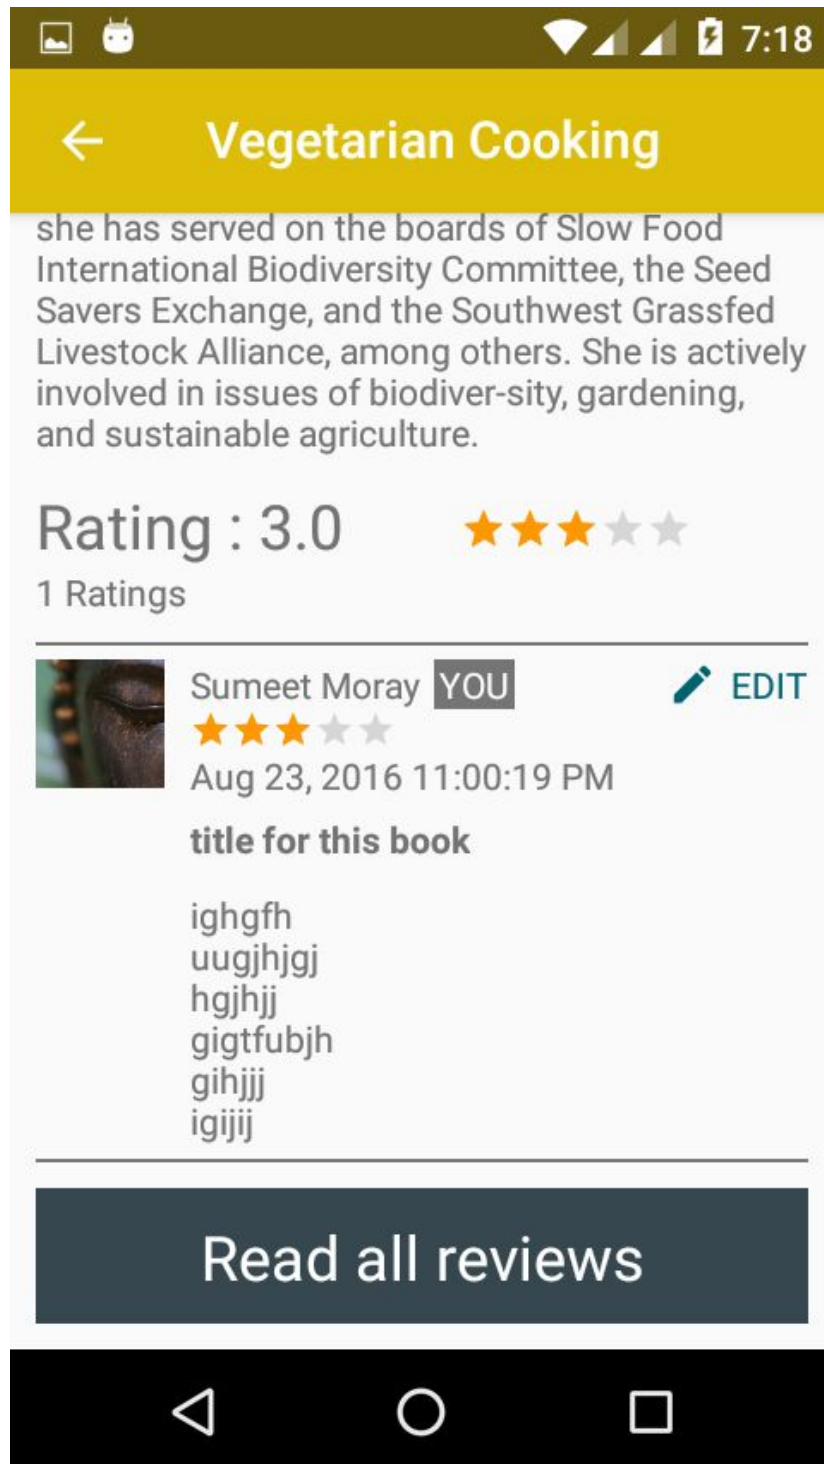 7:18
Vegetarian Cooking
she has served on the boards of Slow Food
International Biodiversity Committee, the Seed
Savers Exchange, and the Southwest Grassfed
Livestock Alliance, among others. She is actively
involved in issues of biodiver-sity, gardening,
and sustainable agriculture.
Rating : 3.0
1 Ratings
Sumeet Moray YOU EDIT
Aug 23, 2016 11:00:19 PM
title for this book
ighgfh
uugjhjgj
hgjhjj
gigtfubjh
gihjjj
igijij
Read all reviews